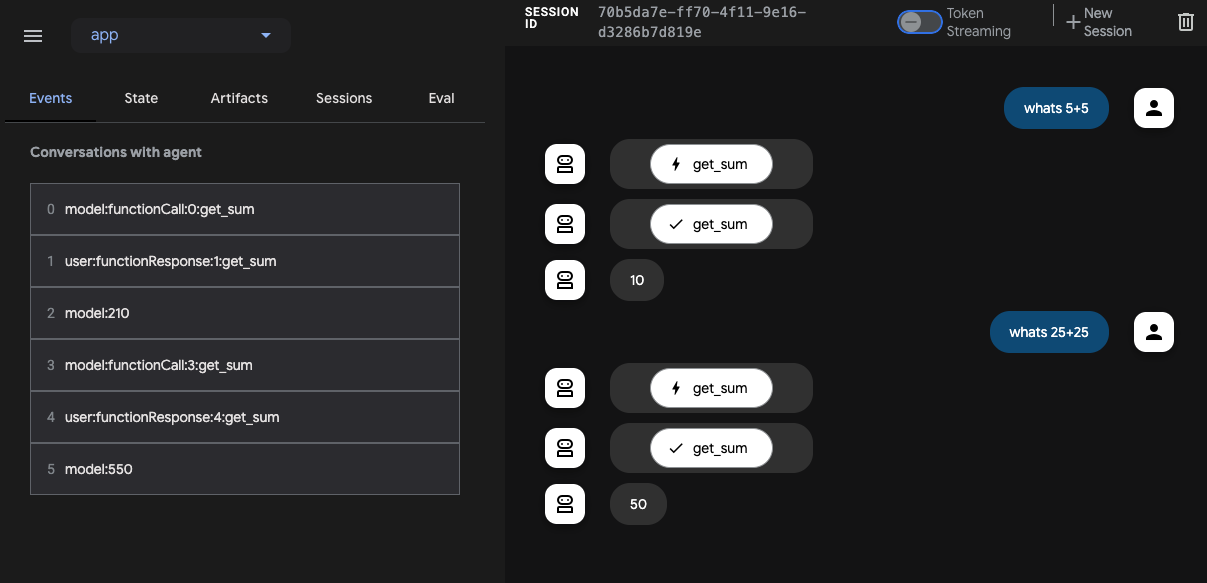 app
Events State Artifacts Sessions Eval
Conversations with agent
0 model:functionCall:0:get_sum
1 user:functionResponse:1:get_sum
2 model:210
3 model:functionCall:3:get_sum
4 user:functionResponse:4:get_sum
5 model:550
SESSION
ID
70b5da7e-ff70-4f11-9e16-
d3286b7d819e
Token
Streaming
New
Session
whats 5+5
get_sum
get_sum
10
whats 25+25
get_sum
get_sum
50